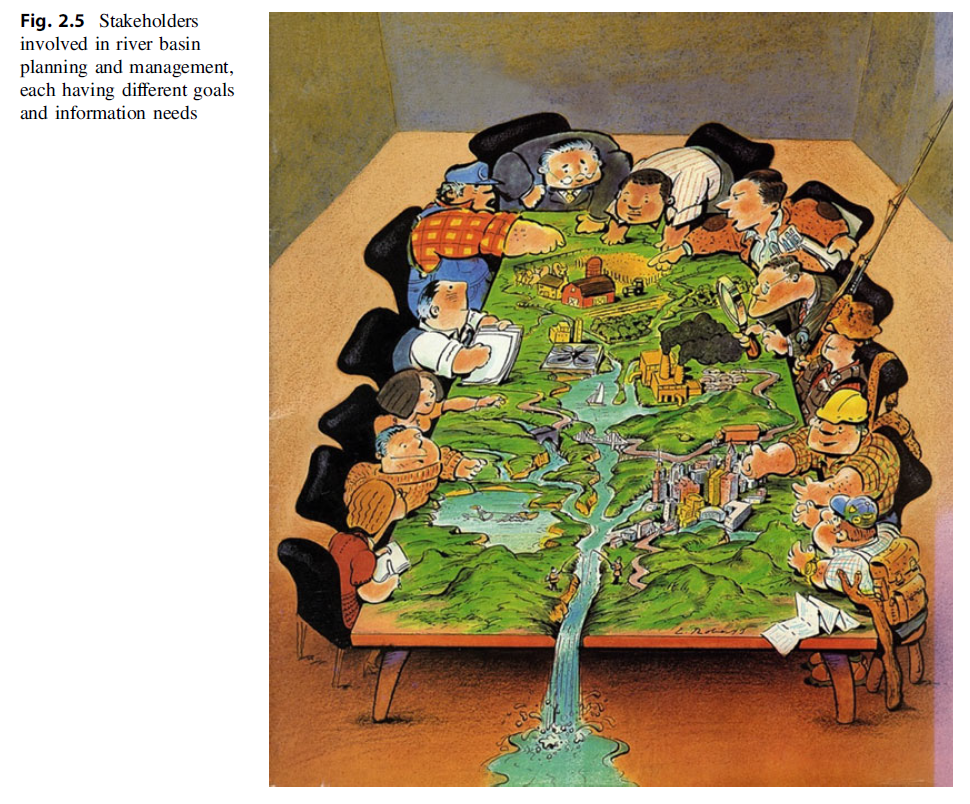 Fig. 2.5 Stakeholders
involved in river basin
planning and management,
each having different goals
and information needs